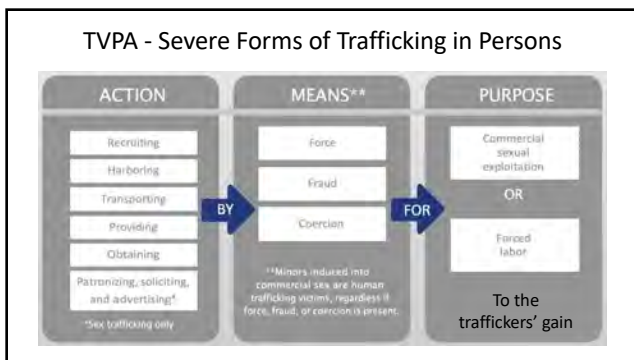 TVPA - Severe Forms of Trafficking in Persons
ACTION
Recruiting
Harboring
Transporting
Providing
Obtaining
Patronizing, soliciting,
and advertising*
*Sex trafficking only
BY
MEANS**
Force
Fraud
Coercion
**Minors induced into
commercial sex are human
trafficking victims, regardless if
force, fraud, or coercion is present.
FOR
PURPOSE
Commercial
sexual
exploitation
OR
Forced
labor
To the
traffickers' gain